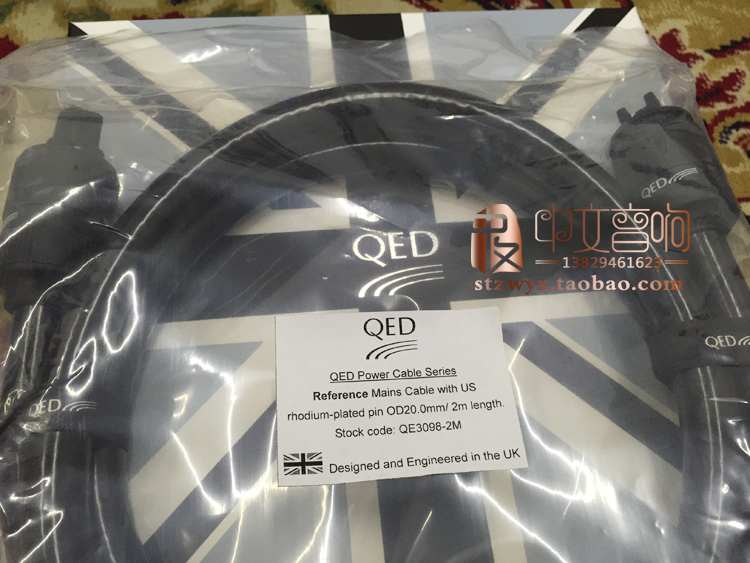 QED
QED
中文音响
13829461623
stzwyx.taobao.com
QED
QED
QED
QED Power Cable Series
Reference Mains Cable with US
rhodium-plated pin OD20.0mm/ 2m length.
Stock code: QE3098-2M
Designed and Engineered in the UK